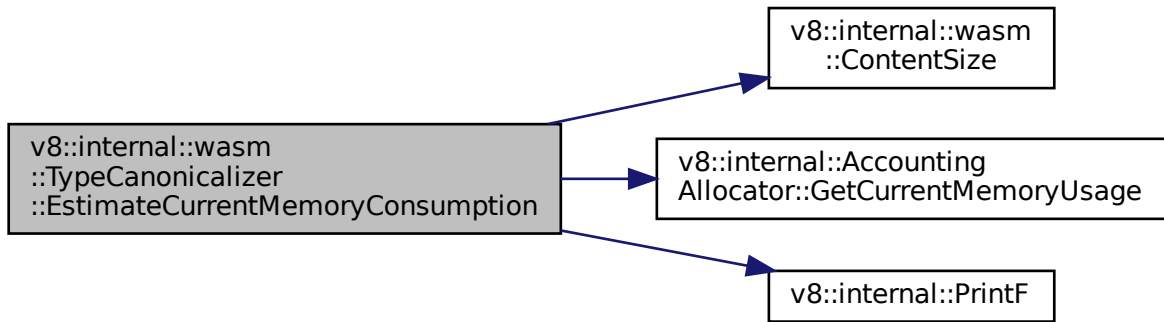 v8::internal::wasm
::TypeCanonicalizer
::EstimateCurrentMemoryConsumption
v8::internal::wasm
::ContentSize
v8::internal::Accounting
Allocator::GetCurrentMemoryUsage
v8::internal::PrintF